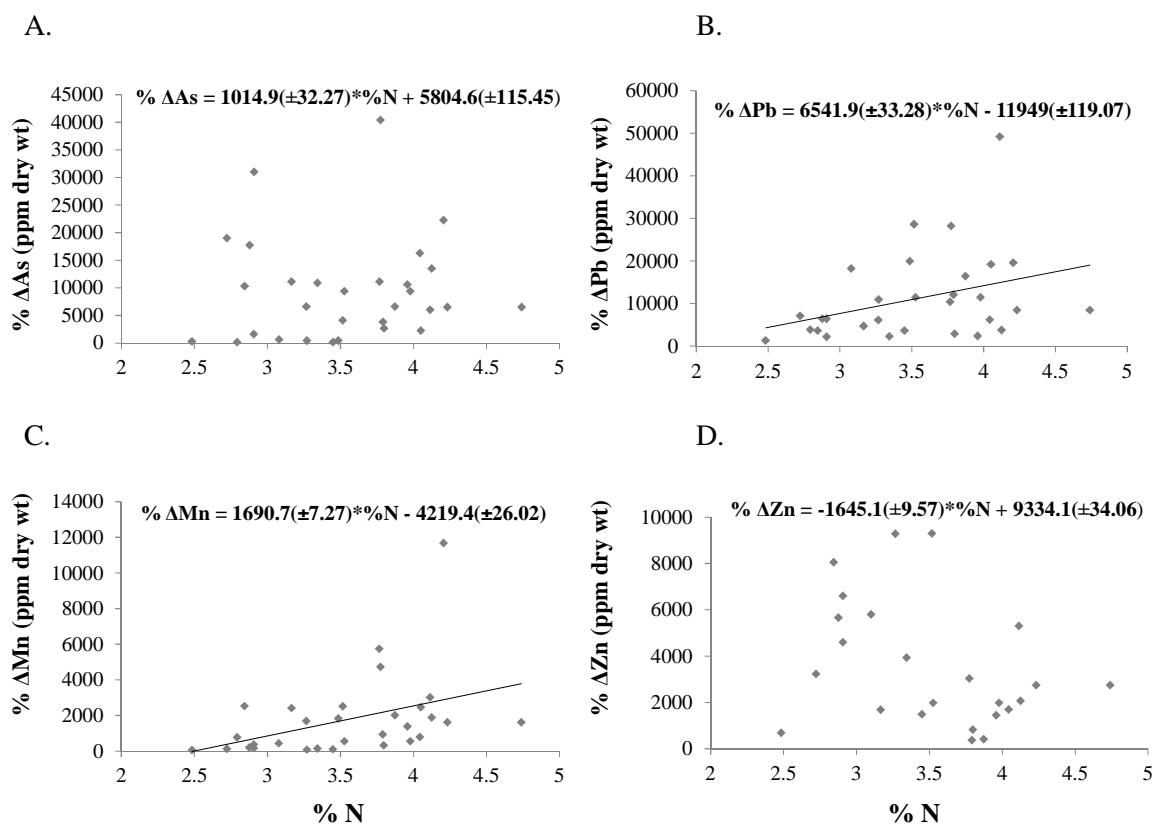 A.
% ΔAs = 1014.9(±32.27)*%N + 5804.6(±115.45)
% ΔAs (ppm dry wt)
45000
40000
35000
30000
25000
20000
15000
10000
5000
0
2 2.5 3 3.5 4 4.5 5
B.
% ΔPb = 6541.9(±33.28)*%N - 11949(±119.07)
% ΔPb (ppm dry wt)
60000
50000
40000
30000
20000
10000
0
2 2.5 3 3.5 4 4.5 5
C.
% ΔMn = 1690.7(±7.27)*%N - 4219.4(±26.02)
% ΔMn (ppm dry wt)
14000
12000
10000
8000
6000
4000
2000
0
2 2.5 3 3.5 4 4.5 5
% N
D.
% ΔZn = -1645.1(±9.57)*%N + 9334.1(±34.06)
% ΔZn (ppm dry wt)
10000
8000
6000
4000
2000
0
2 2.5 3 3.5 4 4.5 5
% N